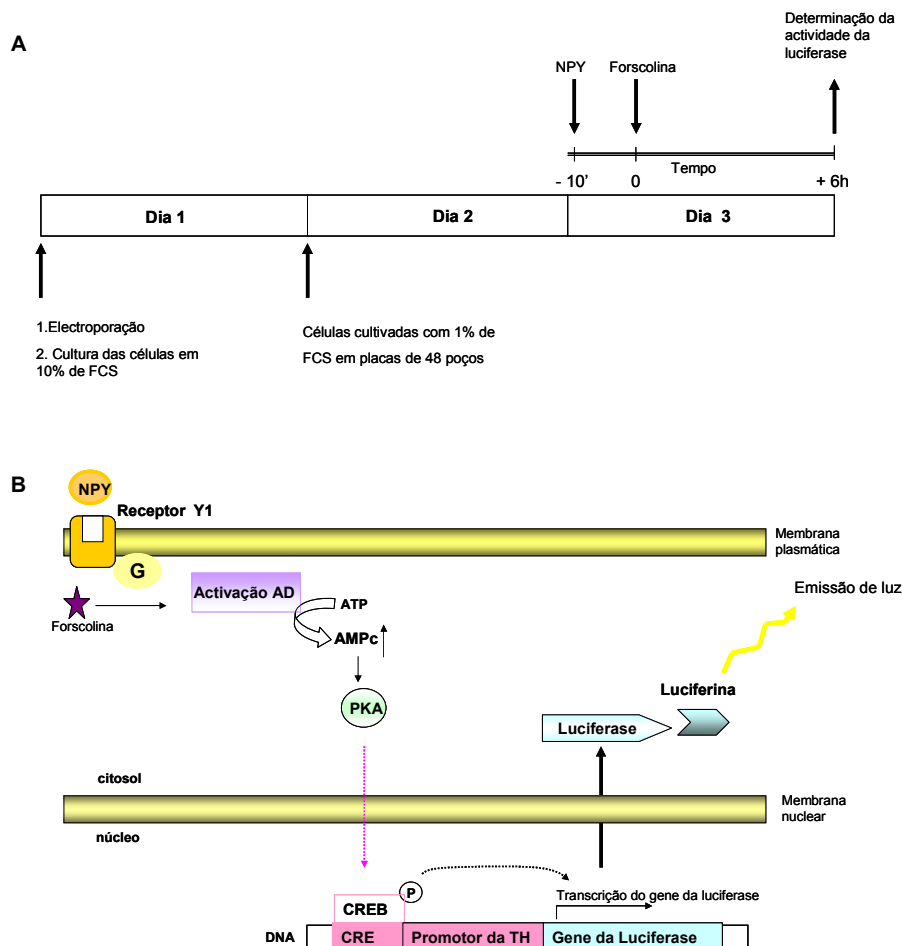 A
Determinação da
actividade da
luciferase
NPY
Forscolina
Tempo
- 10’
0
+ 6h
Dia 1
Dia 2
Dia 3
1.Electroporação
2. Cultura das células em
10% de FCS
Células cultivadas com 1% de
FCS em placas de 48 poços
B
NPY
Receptor Y1
Membrana
plasmática
G
Activação AD
Forscolina
ATP
AMPc
PKA
Emissão de luz
Luciferina
Luciferase
citosol
Membrana
nuclear
núcleo
P
Transcrição do gene da luciferase
CREB
DNA
CRE
Promotor da TH
Gene da Luciferase